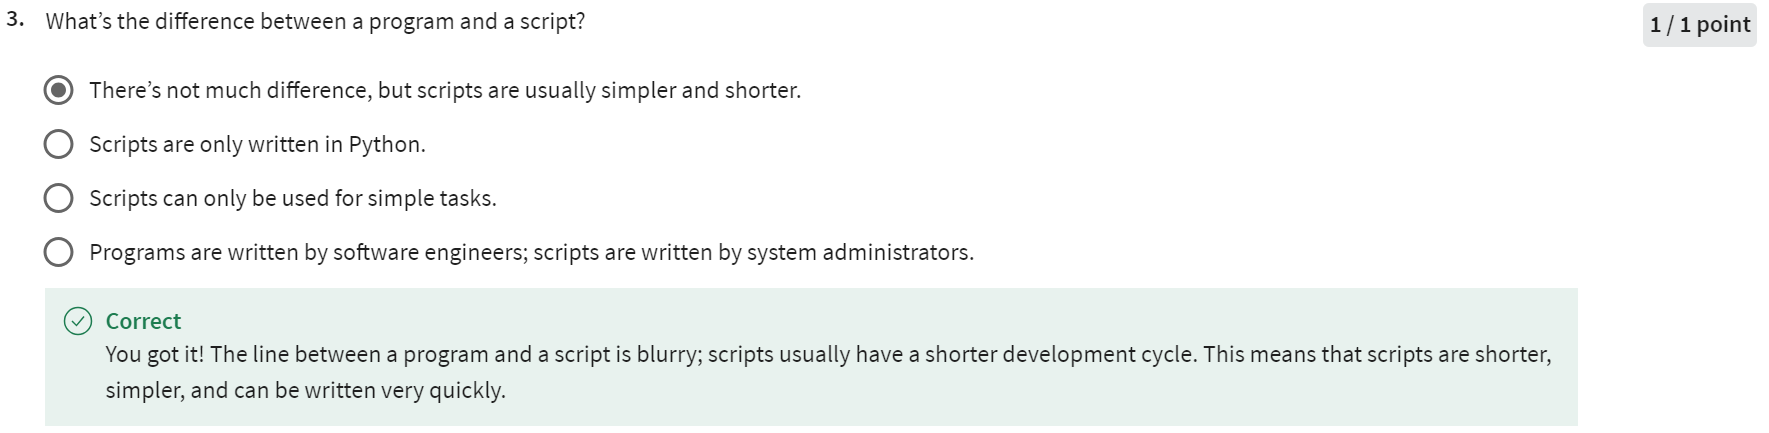 3. What’s the difference between a program and a script?
1 / 1 point
There’s not much difference, but scripts are usually simpler and shorter.
Scripts are only written in Python.
Scripts can only be used for simple tasks.
Programs are written by software engineers; scripts are written by system administrators.
Correct
You got it! The line between a program and a script is blurry; scripts usually have a shorter development cycle. This means that scripts are shorter,
simpler, and can be written very quickly.